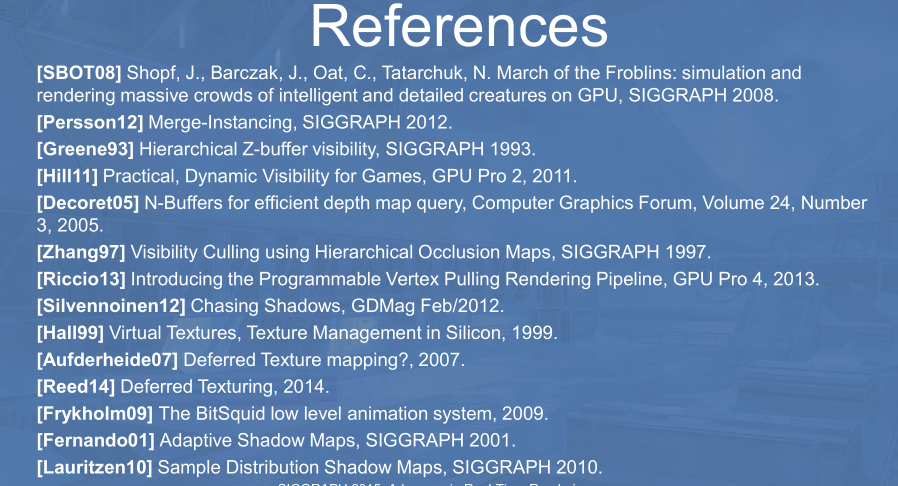 References
[SBOT08] Shopf, J., Barczak, J., Oat, C., Tatarchuk, N. March of the Froblins: simulation and
rendering massive crowds of intelligent and detailed creatures on GPU, SIGGRAPH 2008.
[Persson12] Merge-Instancing, SIGGRAPH 2012.
[Greene93] Hierarchical Z-buffer visibility, SIGGRAPH 1993.
[Hill11] Practical, Dynamic Visibility for Games, GPU Pro 2, 2011.
[Decoret05] N-Buffers for efficient depth map query, Computer Graphics Forum, Volume 24, Number
3, 2005.
[Zhang97] Visibility Culling using Hierarchical Occlusion Maps, SIGGRAPH 1997.
[Riccio13] Introducing the Programmable Vertex Pulling Rendering Pipeline, GPU Pro 4, 2013.
[Silvennoinen12] Chasing Shadows, GDMag Feb/2012.
[Hall99] Virtual Textures, Texture Management in Silicon, 1999.
[Aufderheide07] Deferred Texture mapping?, 2007.
[Reed14] Deferred Texturing, 2014.
[Frykholm09] The BitSquid low level animation system, 2009.
[Fernando01] Adaptive Shadow Maps, SIGGRAPH 2001.
[Lauritzen10] Sample Distribution Shadow Maps, SIGGRAPH 2010.